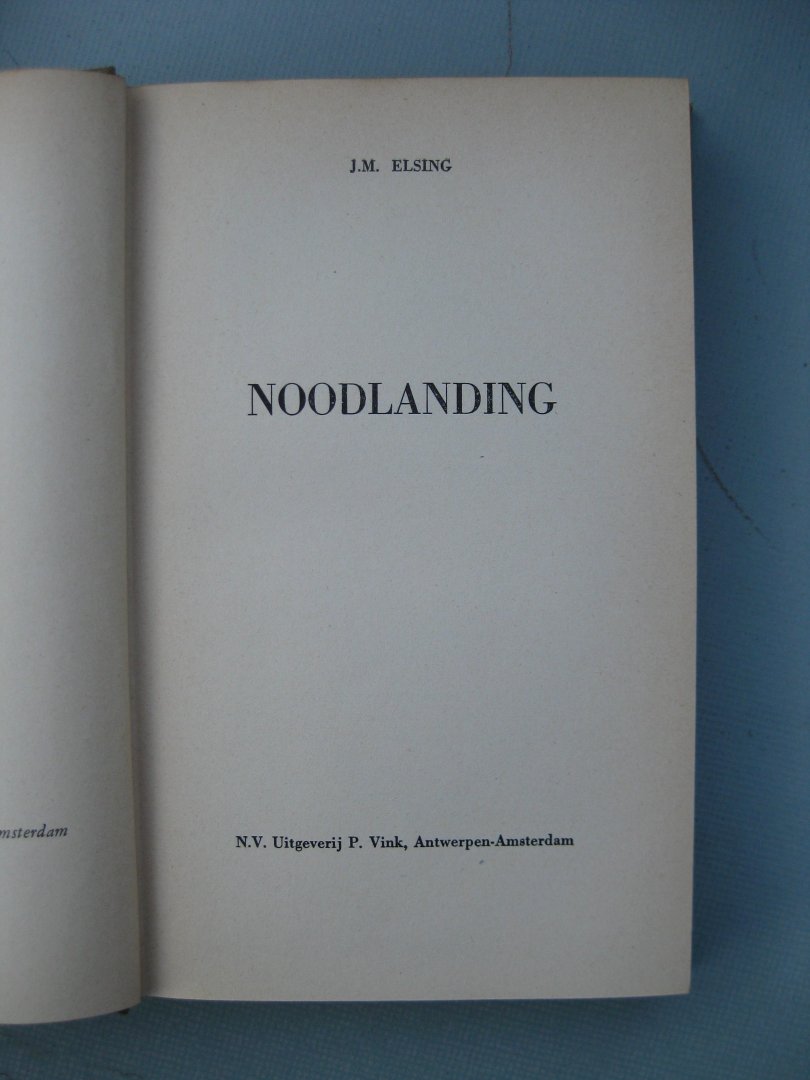 J.M. ELSING
NOODLANDING
msterdam
N.V. Uitgeverij P. Vink, Antwerpen-Amsterdam